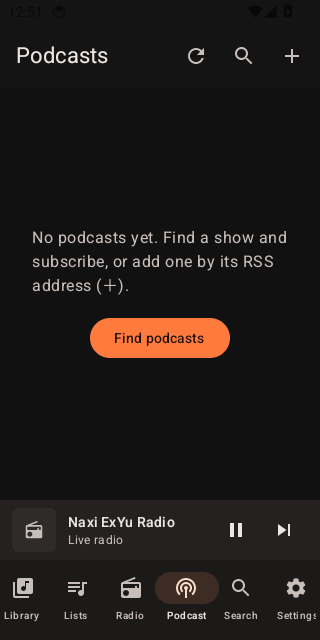 12:51
Podcasts
No podcasts yet. Find a show and
subscribe, or add one by its RSS
address (＋).
Find podcasts
Naxi ExYu Radio
Live radio
Library
Lists
Radio
Podcast
Search
Settings